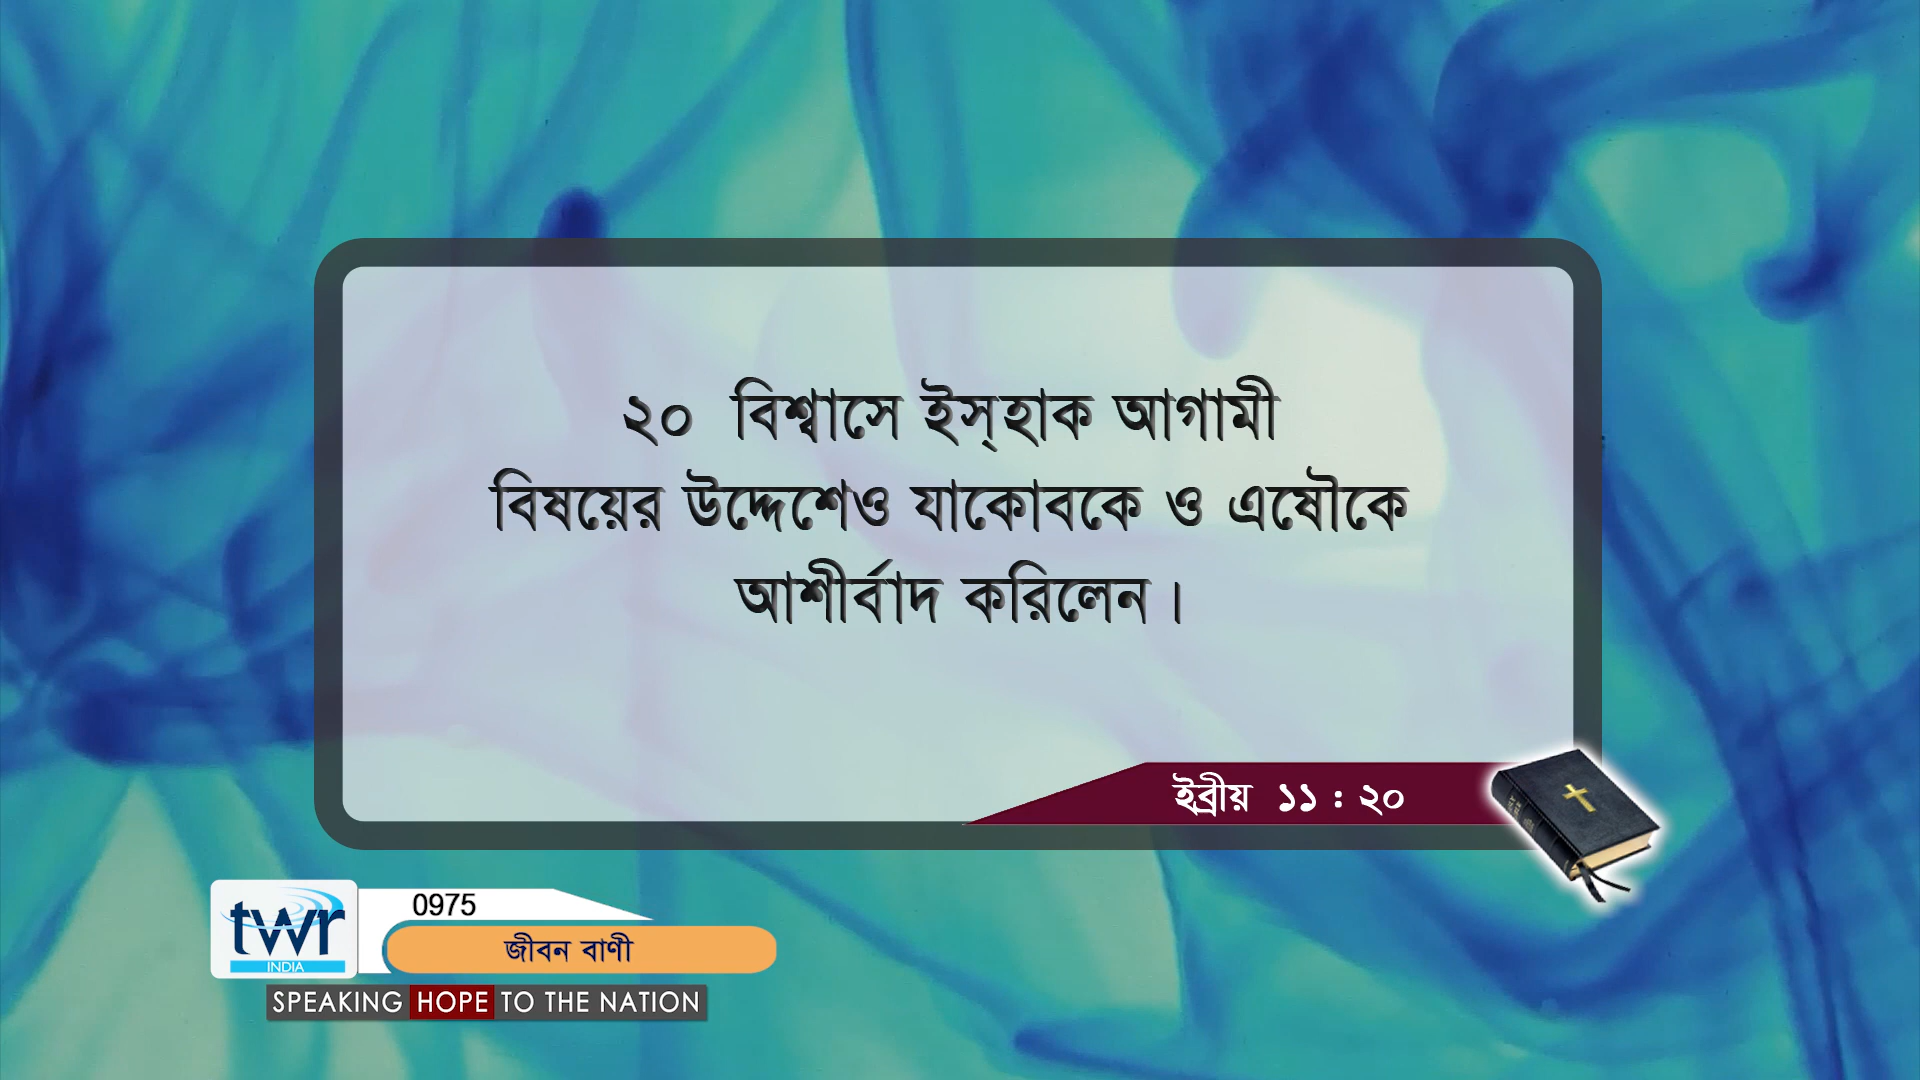 ২০ বিশ্বাসে ইস্‌হাক আগামী
বিষয়ের উদ্দেশেও যাকোবকে ও এষৌকে
আশীর্বাদ করিলেন।
ইব্রীয় ১১ : ২০
0975
twr
INDIA
জীবন বাণী
SPEAKING HOPE TO THE NATION